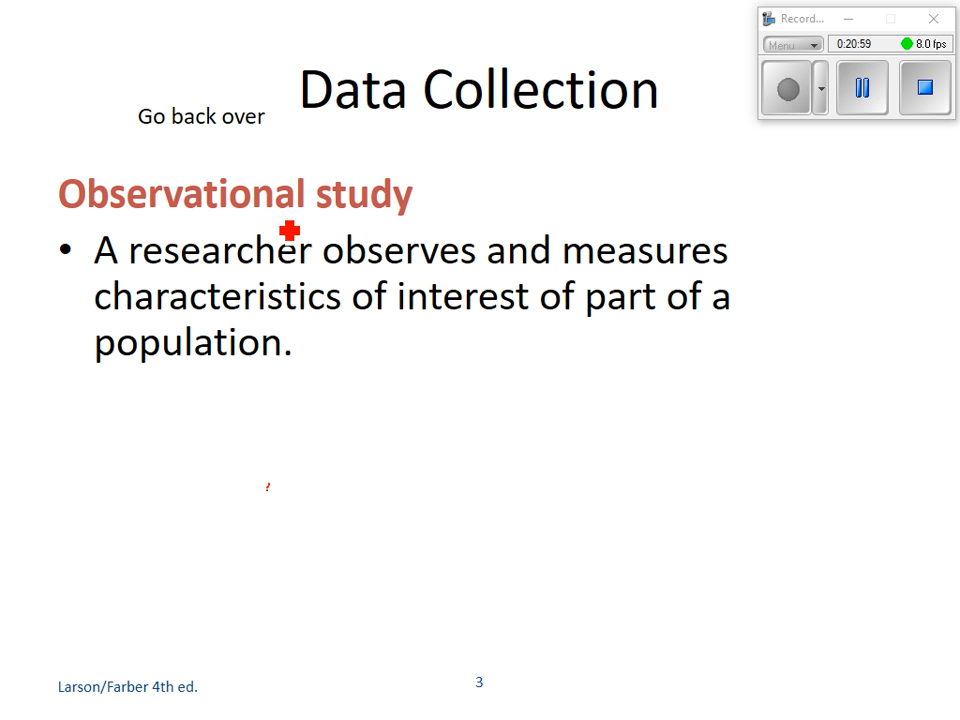 Record...
Menu
0:20:59
8.0 fps
Data Collection
Go back over
Observational study
• A researcher observes and measures
characteristics of interest of part of a
population.
?
Larson/Farber 4th ed.
3